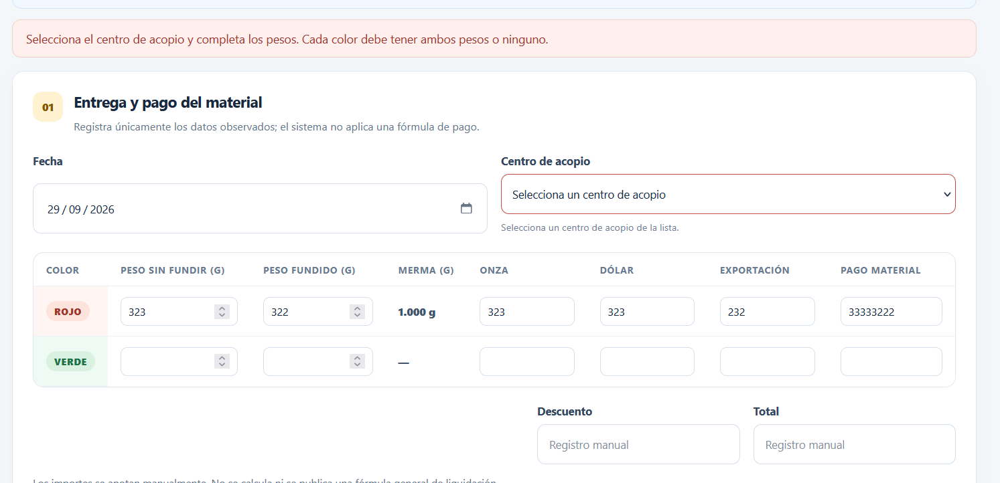 Selecciona el centro de acopio y completa los pesos. Cada color debe tener ambos pesos o ninguno.
01
Entrega y pago del material
Registra únicamente los datos observados; el sistema no aplica una fórmula de pago.
Fecha
Centro de acopio
29 / 09 / 2026
Selecciona un centro de acopio
Selecciona un centro de acopio de la lista.
COLOR PESO SIN FUNDIR (G) PESO FUNDIDO (G) MERMA (G) ONZA DÓLAR EXPORTACIÓN PAGO MATERIAL
ROJO 323 322 1.000 g 323 323 232 33333222
VERDE —
Descuento Total
Registro manual Registro manual
Los importes se anotan manualmente. No se calcula ni se publica una fórmula general de liquidación.